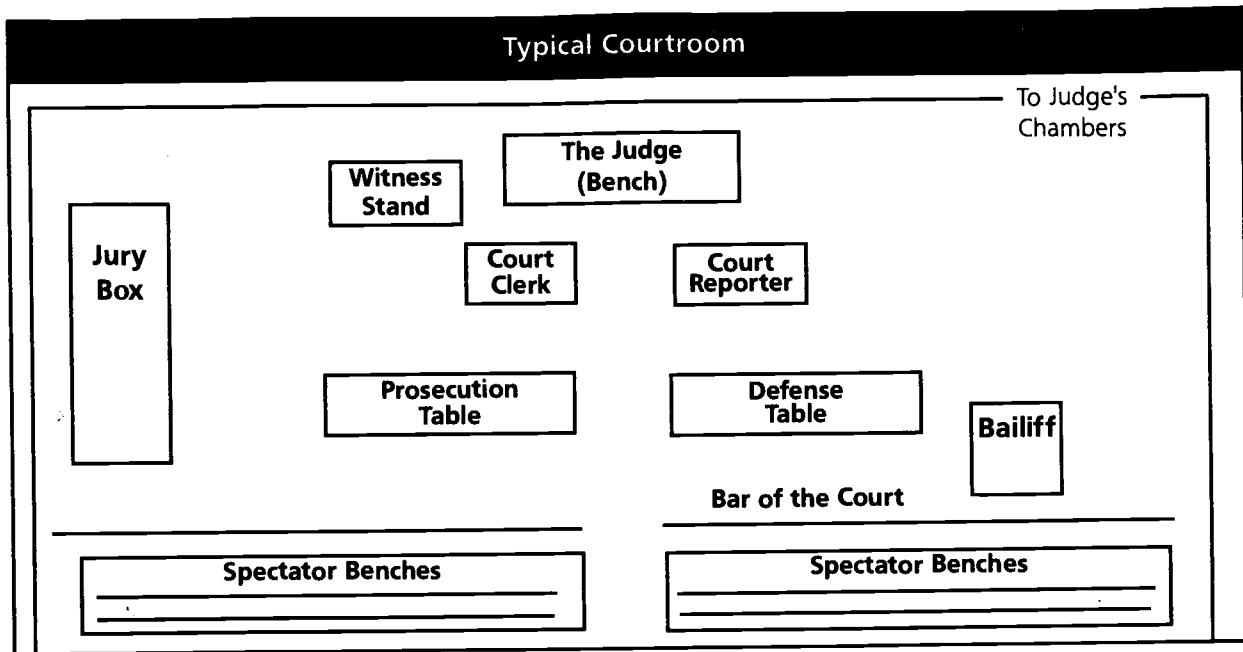 Typical Courtroom
To Judge's
Chambers
The Judge
(Bench)
Witness
Stand
Jury
Box
Court
Clerk
Court
Reporter
Prosecution
Table
Defense
Table
Bailiff
Bar of the Court
Spectator Benches
Spectator Benches